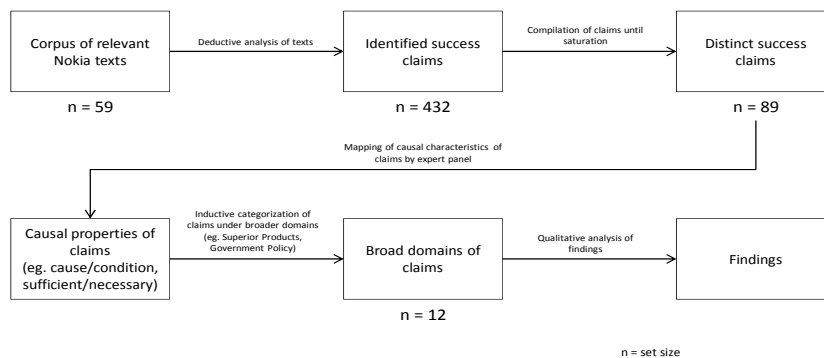 Corpus of relevant
Nokia texts
n = 59
Deductive analysis of texts
Identified success
claims
n = 432
Compilation of claims until
saturation
Distinct success
claims
n = 89
Mapping of causal characteristics of
claims by expert panel
Causal properties of
claims
(eg. cause/condition,
sufficient/necessary)
Inductive categorization of
claims under broader domains
(eg. Superior Products,
Government Policy)
Broad domains of
claims
n = 12
Qualitative analysis of
findings
Findings
n = set size